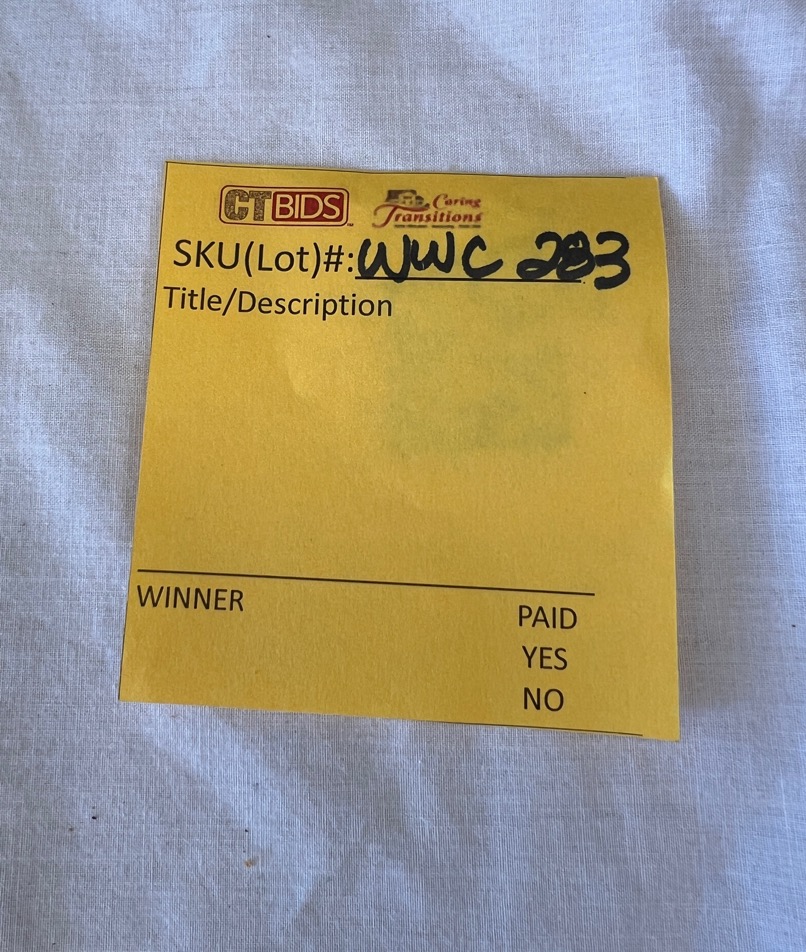 CTBIDS
Caring
Transitions
SKU(Lot)#: WWC 283
Title/Description
WINNER
PAID
YES
NO